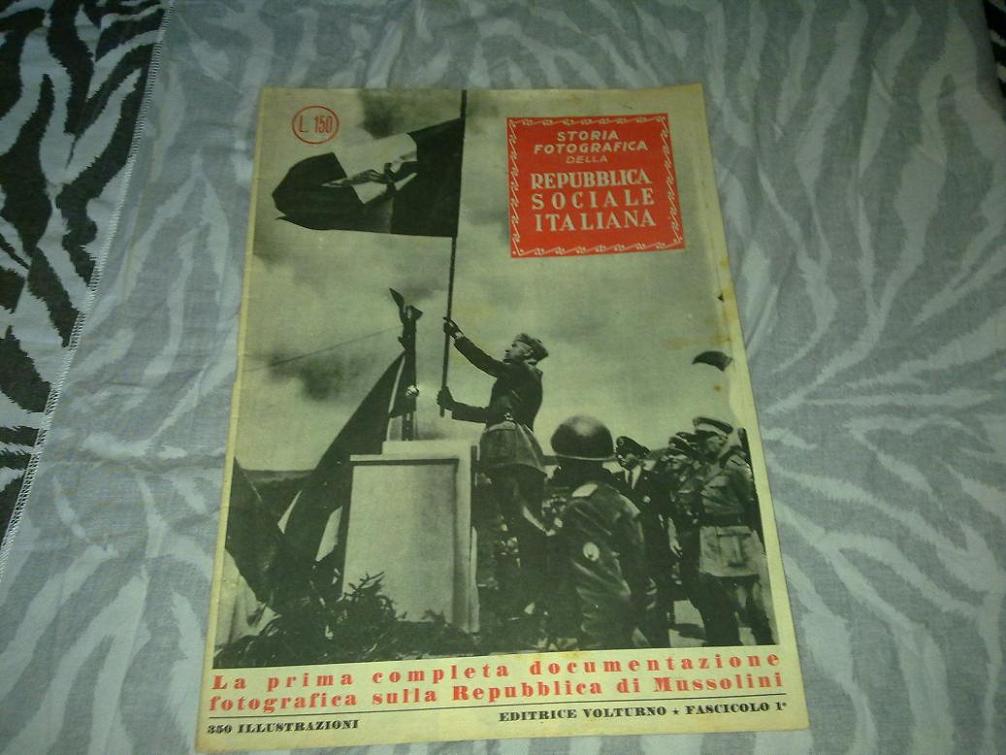 L. 150
STORIA
FOTOGRAFICA
DELLA
REPUBBLICA
SOCIALE
ITALIANA
La prima completa documentazione
fotografica sulla Repubblica di Mussolini
350 ILLUSTRAZIONI
EDITRICE VOLTURNO ★ FASCICOLO 1°